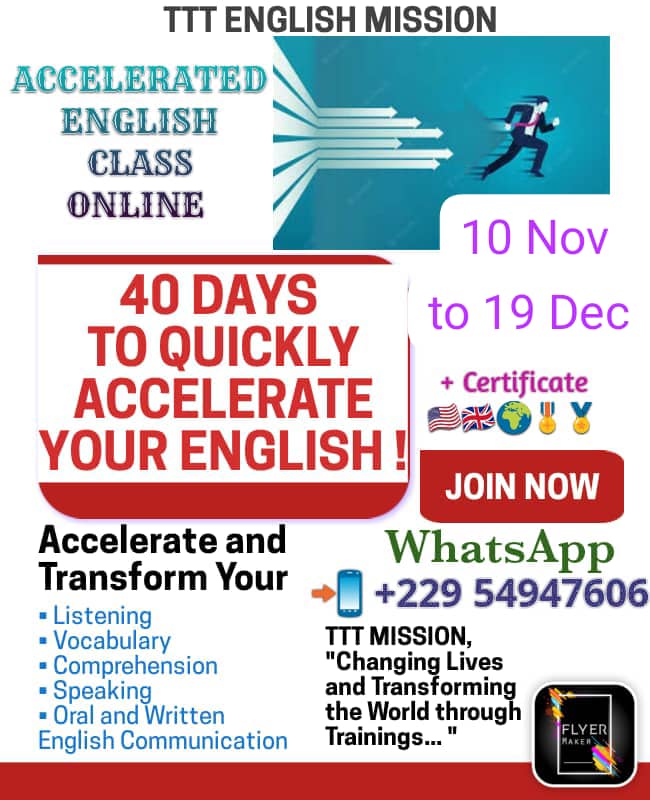 TTT ENGLISH MISSION
ACCELERATED
ENGLISH
CLASS
ONLINE
10 Nov
to 19 Dec
40 DAYS
TO QUICKLY
ACCELERATE
YOUR ENGLISH !
+ Certificate
JOIN NOW
Accelerate and
Transform Your
▪ Listening
▪ Vocabulary
▪ Comprehension
▪ Speaking
▪ Oral and Written
English Communication
WhatsApp
+229 54947606
TTT MISSION,
"Changing Lives
and Transforming
the World through
Trainings... "
FLYER
MAKER